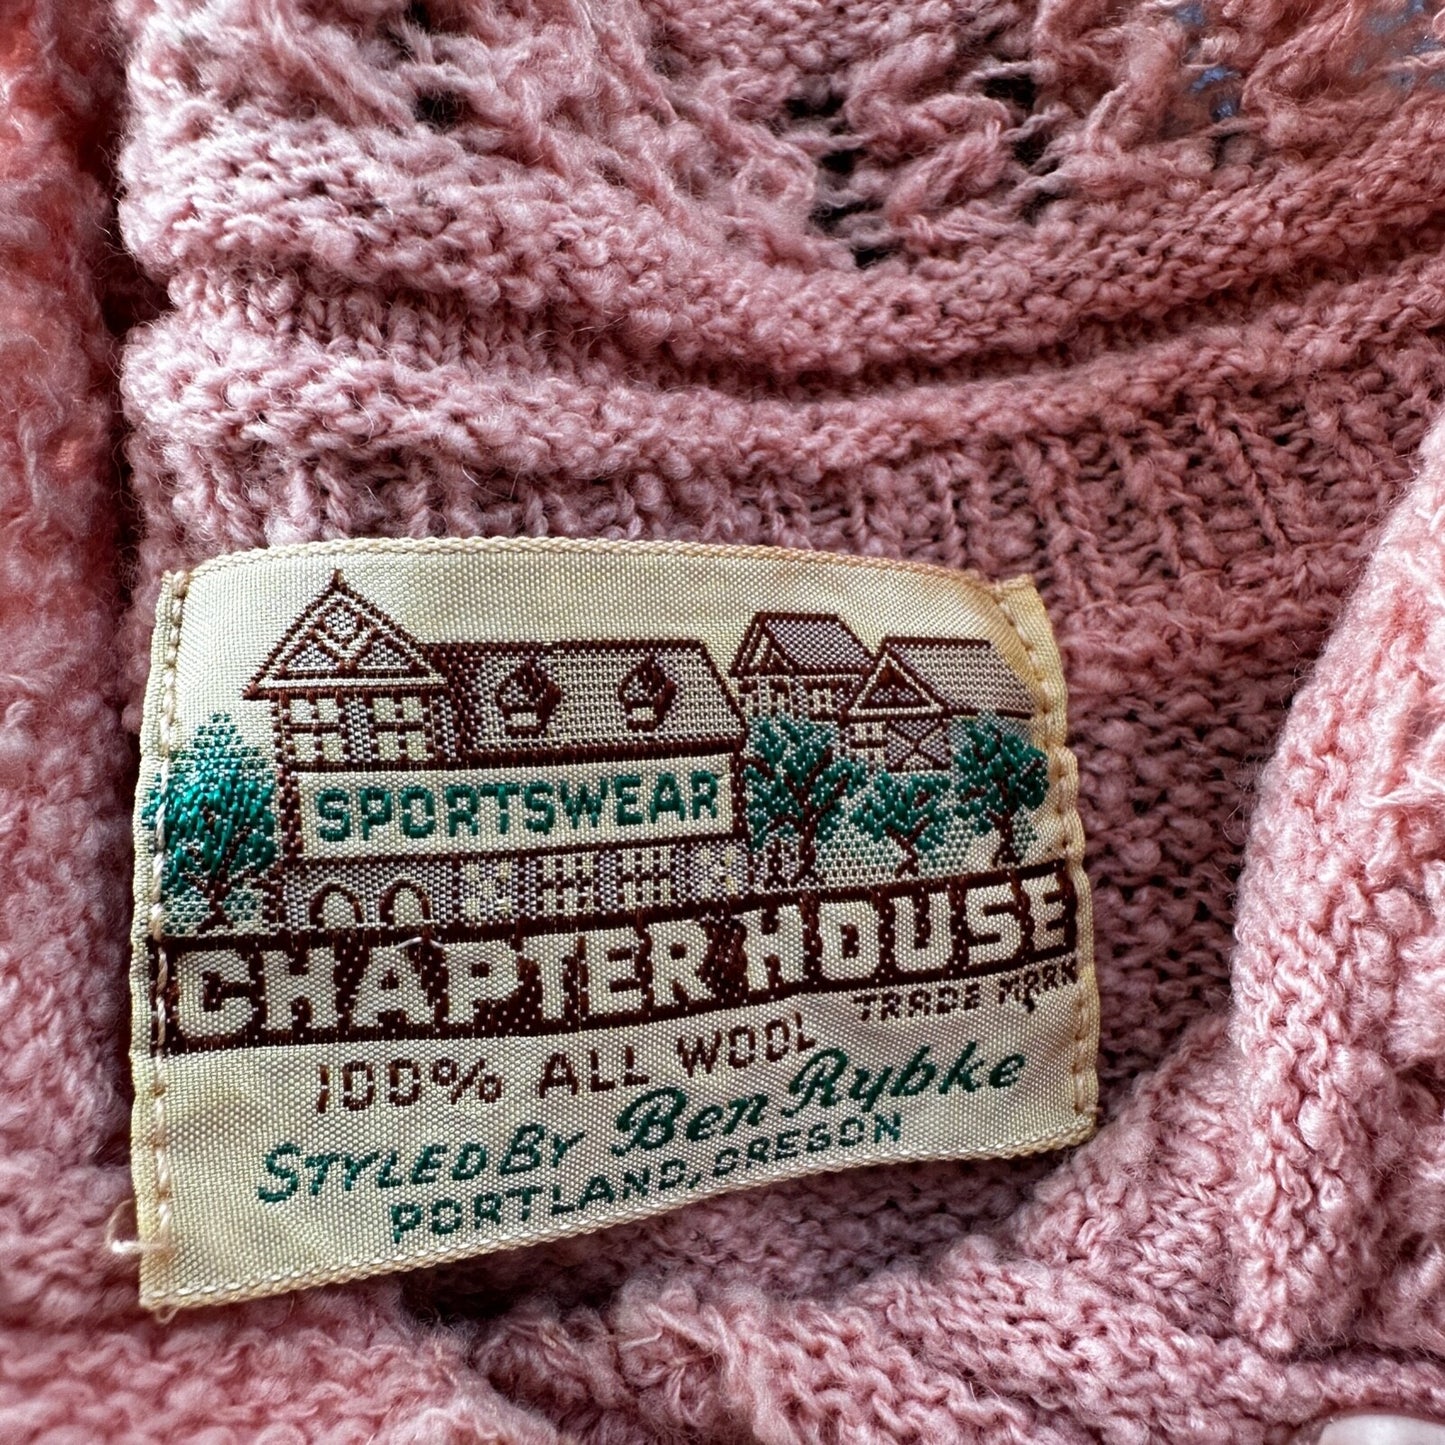 SPORTSWEAR
CHAPTER HOUSE
TRADE MARK
100% ALL WOOL
STYLED BY Ben Rybke
PORTLAND, OREGON